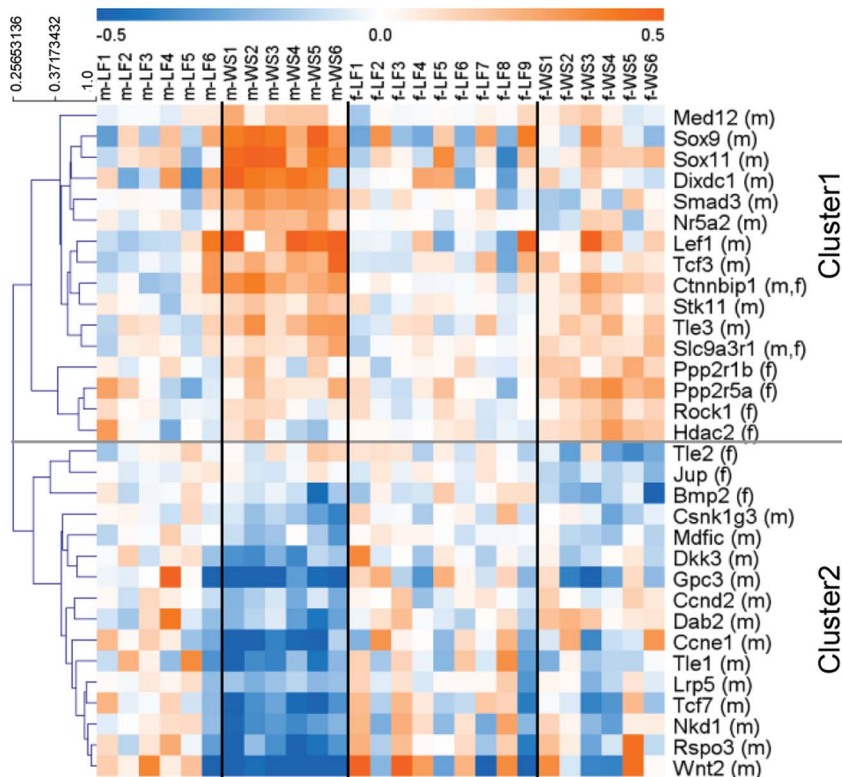 -0.5 0.0 0.5
0.25653136
0.37173432
1.0
m-LF1
m-LF2
m-LF3
m-LF4
m-LF5
m-LF6
m-WS1
m-WS2
m-WS3
m-WS4
m-WS5
m-WS6
f-LF1
f-LF2
f-LF3
f-LF4
f-LF5
f-LF6
f-LF7
f-LF8
f-LF9
f-WS1
f-WS2
f-WS3
f-WS4
f-WS5
f-WS6
Med12 (m)
Sox9 (m)
Sox11 (m)
Dixdc1 (m)
Smad3 (m)
Nr5a2 (m)
Lef1 (m)
Tcf3 (m)
Ctnnbip1 (m,f)
Stk11 (m)
Tle3 (m)
Slc9a3r1 (m,f)
Ppp2r1b (f)
Ppp2r5a (f)
Rock1 (f)
Hdac2 (f)
Cluster1
Tle2 (f)
Jup (f)
Bmp2 (f)
Csnk1g3 (m)
Mdfic (m)
Dkk3 (m)
Gpc3 (m)
Ccnd2 (m)
Dab2 (m)
Ccne1 (m)
Tle1 (m)
Lrp5 (m)
Tcf7 (m)
Nkd1 (m)
Rspo3 (m)
Wnt2 (m)
Cluster2